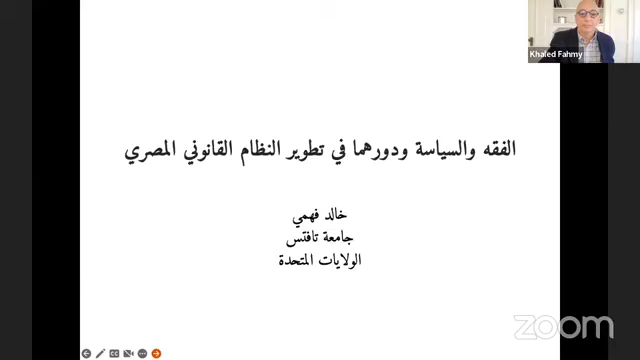 Khaled Fahmy
الفقه والسياسة ودورهما في تطوير النظام القانوني المصري
خالد فهمي
جامعة تافتس
الولايات المتحدة
zoom